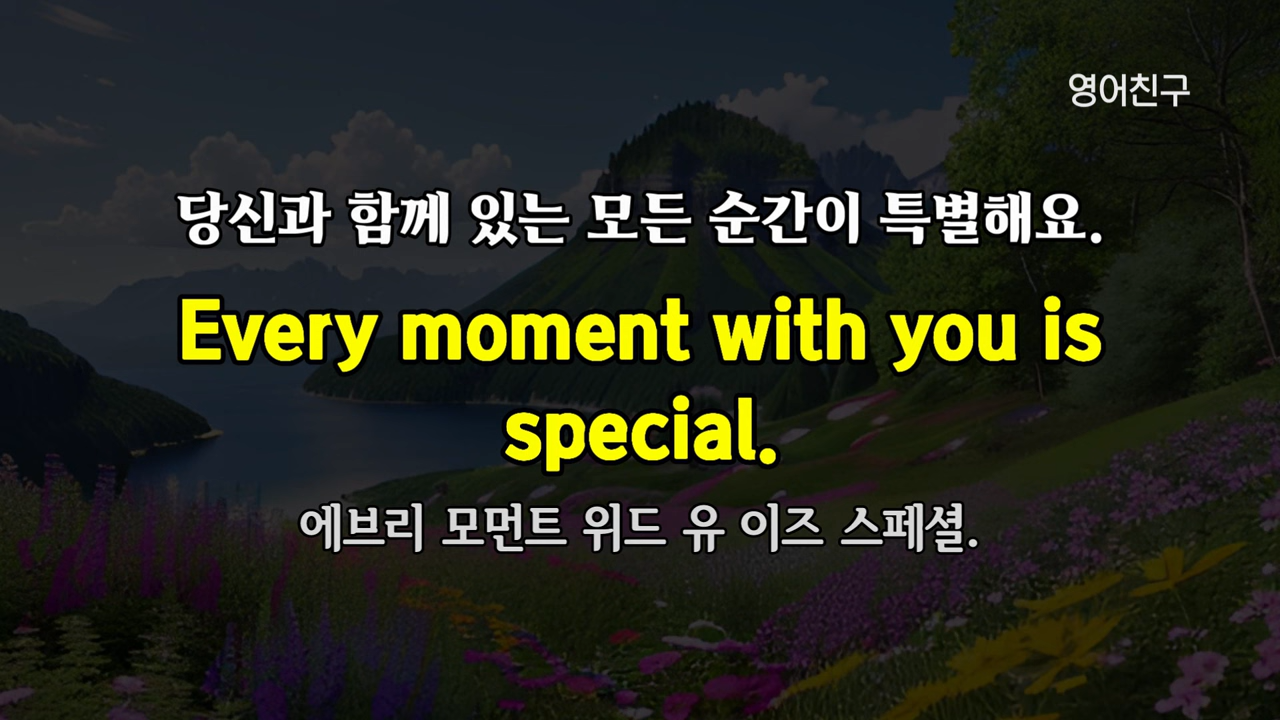 영어친구
당신과 함께 있는 모든 순간이 특별해요.
Every moment with you is
special.
에브리 모먼트 위드 유 이즈 스페셜.